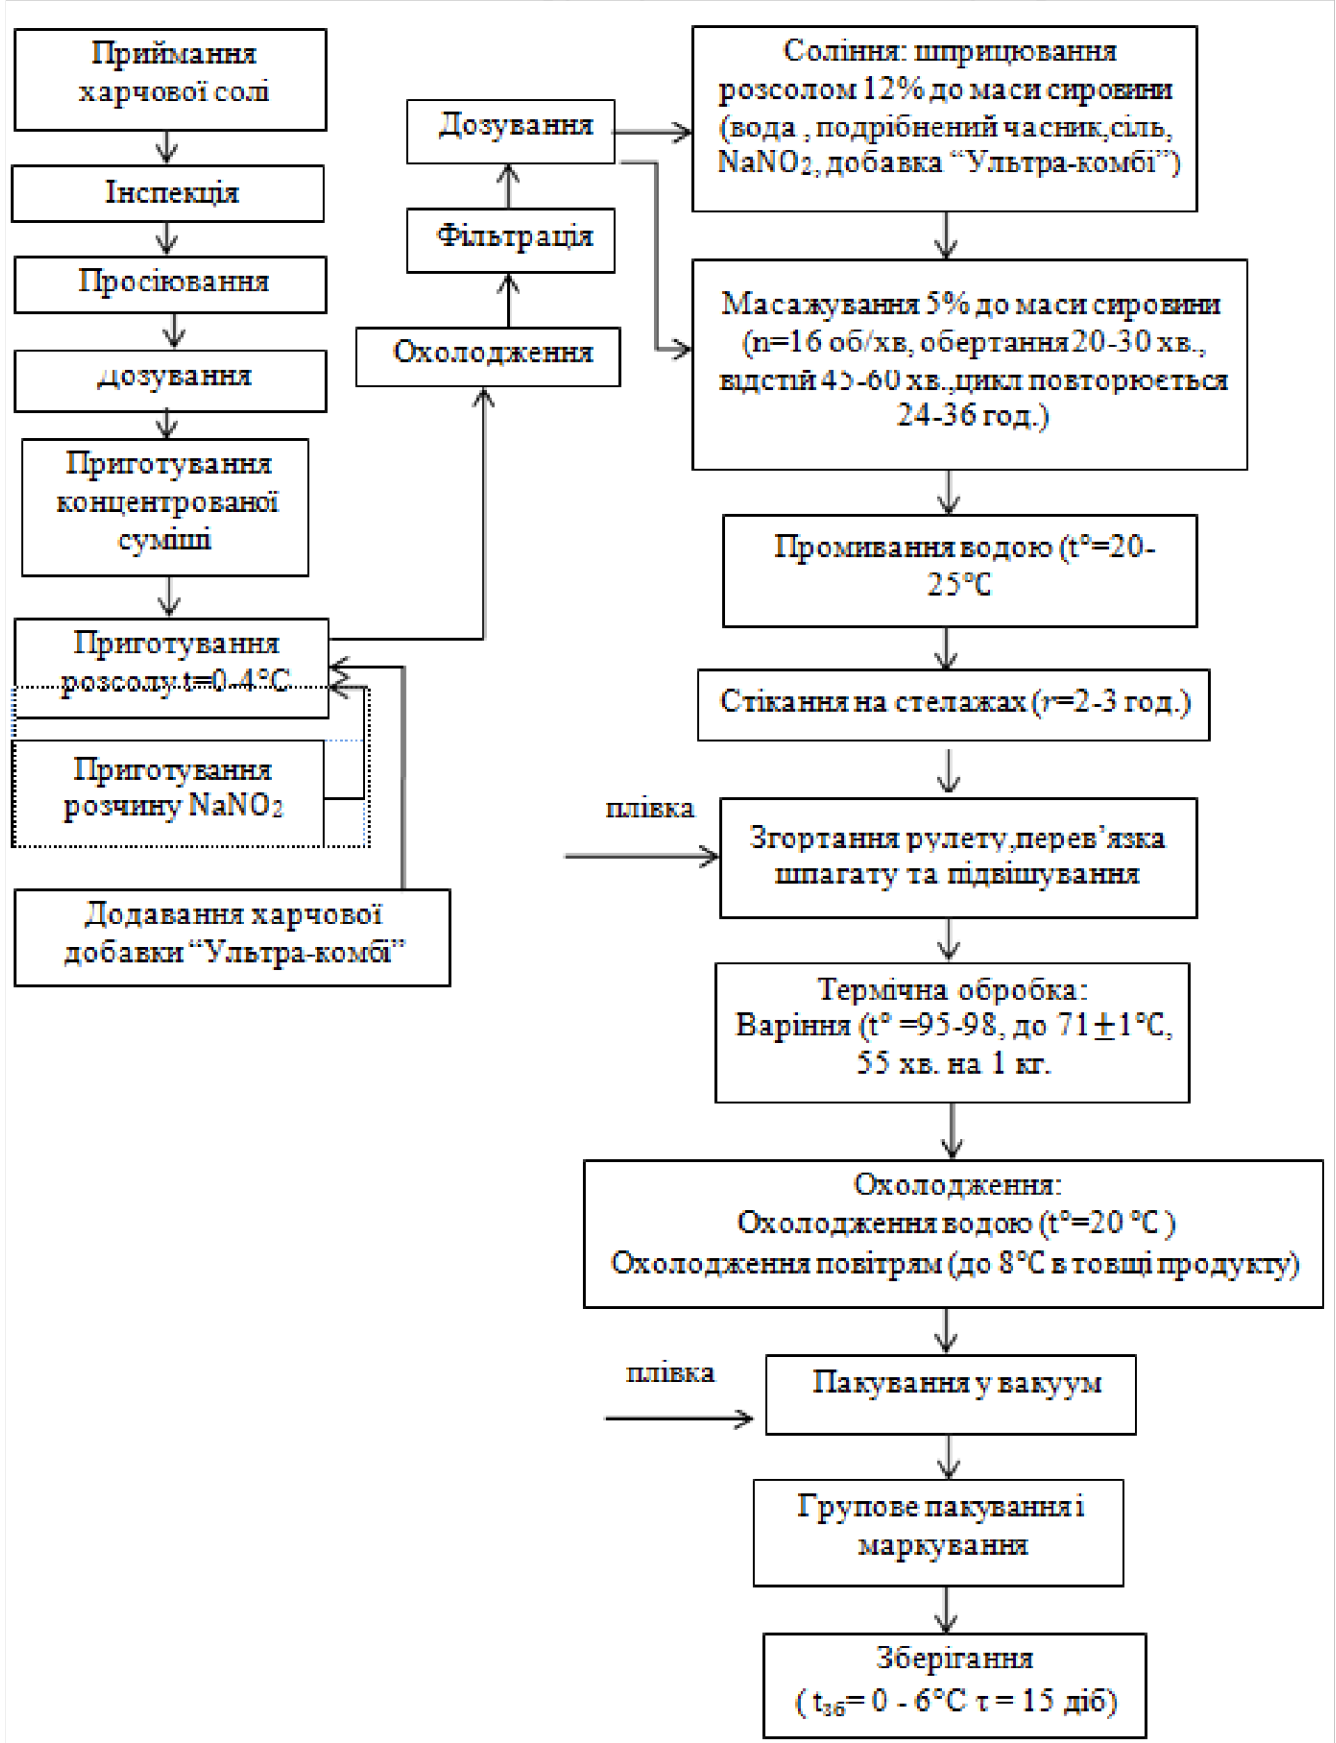 Приймання
харчової солі
Інспекція
Просіювання
Дозування
Приготування
концентрованої
суміші
Приготування
розсолу t=0-4°С
Приготування
розчину NaNO2
Додавання харчової
добавки “Ультра-комбі”
Охолодження
Фільтрація
Дозування
Соління: шприцювання
розсолом 12% до маси сировини
(вода , подрібнений часник,сіль,
NaNO2, добавка “Ультра-комбі”)
Масажування 5% до маси сировини
(n=16 об/хв, обертання 20-30 хв.,
відстій 45-60 хв.,цикл повторюється
24-36 год.)
Промивання водою (t°=20-
25°С
Стікання на стелажах (r=2-3 год.)
плівка
Згортання рулету,перев’язка
шпагату та підвішування
Термічна обробка:
Варіння (t° =95-98, до 71±1°С,
55 хв. на 1 кг.
Охолодження:
Охолодження водою (t°=20 °С )
Охолодження повітрям (до 8°С в товщі продукту)
плівка
Пакування у вакуум
Групове пакування і
маркування
Зберігання
( tзб= 0 - 6°С τ = 15 діб)